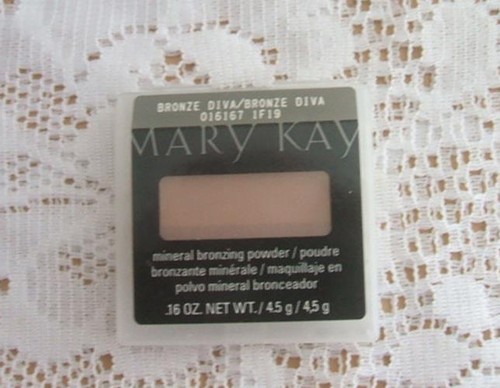 BRONZE DIVA/BRONZE DIVA
016167 1F19
MARY KAY
mineral bronzing powder / poudre
bronzante minérale / maquillaje en
polvo mineral bronceador
.16 OZ. NET WT. / 4.5 g / 4,5 g